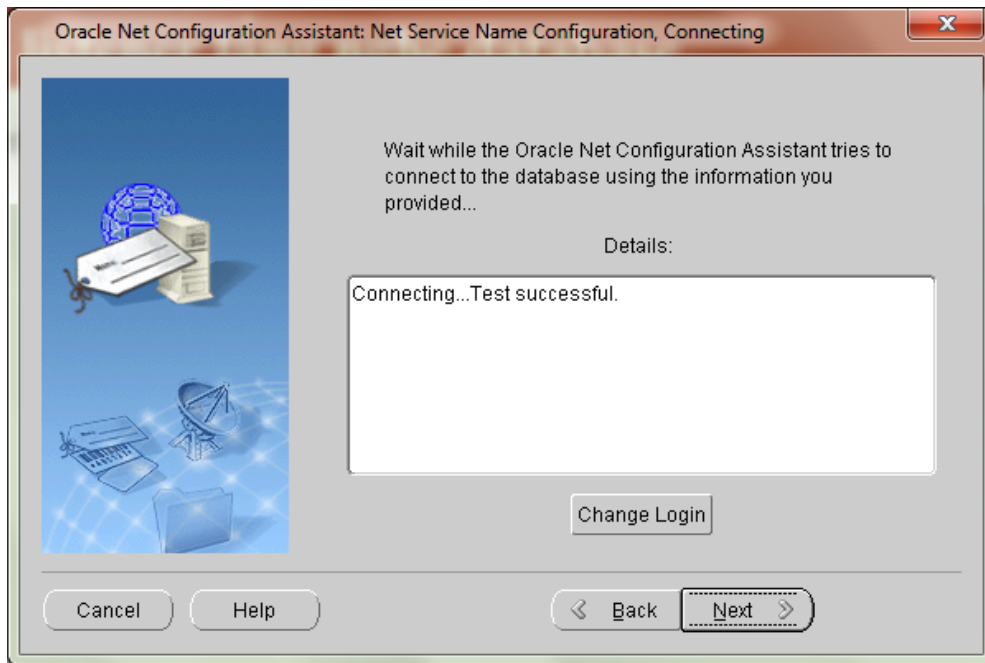 Oracle Net Configuration Assistant: Net Service Name Configuration, Connecting
Wait while the Oracle Net Configuration Assistant tries to
connect to the database using the information you
provided...
Details:
Connecting...Test successful.
Change Login
Cancel
Help
Back
Next